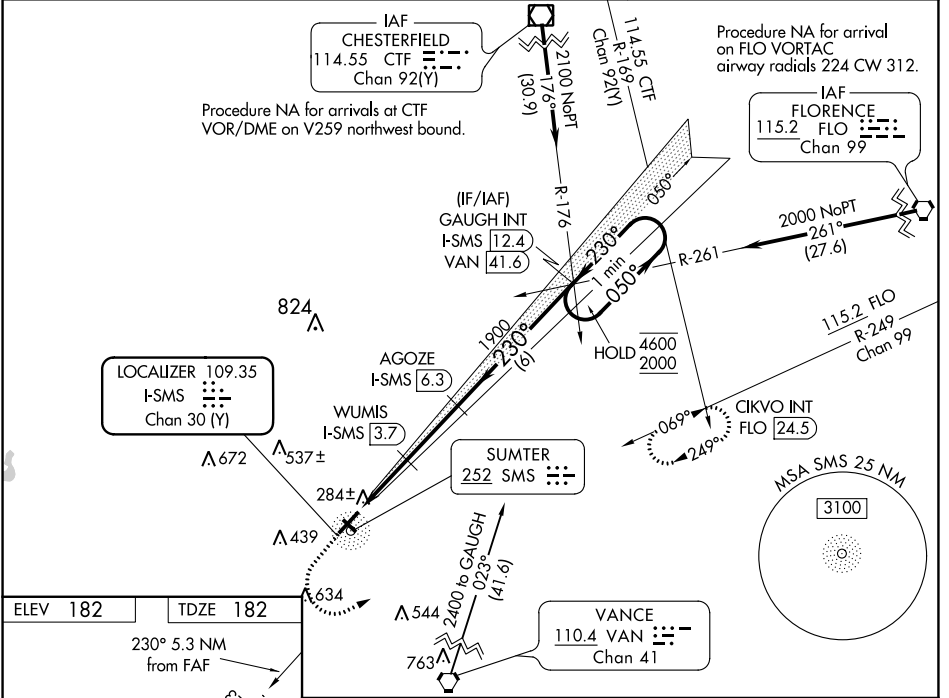 IAF
CHESTERFIELD
114.55 CTF
Chan 92(Y)
Procedure NA for arrivals at CTF
VOR/DME on V259 northwest bound.
2100 NoPT
176°
(30.9)
R-176
114.55 CTF
R-169
Chan 92(Y)
Procedure NA for arrival
on FLO VORTAC
airway radials 224 CW 312.
IAF
FLORENCE
115.2 FLO
Chan 99
2000 NoPT
261°
(27.6)
R-261
(IF/IAF)
GAUGH INT
I-SMS 12.4
VAN 41.6
050°
230°
1 min
050°
HOLD 4600
2000
115.2 FLO
R-249
Chan 99
824
1900
230°
(6)
AGOZE
I-SMS 6.3
WUMIS
I-SMS 3.7
LOCALIZER 109.35
I-SMS
Chan 30 (Y)
069°
249°
CIKVO INT
FLO 24.5
672
537±
284±
439
634
SUMTER
252 SMS
MSA SMS 25 NM
3100
2400 to GAUGH
023°
(41.6)
544
763
VANCE
110.4 VAN
Chan 41
ELEV 182
TDZE 182
230° 5.3 NM
from FAF